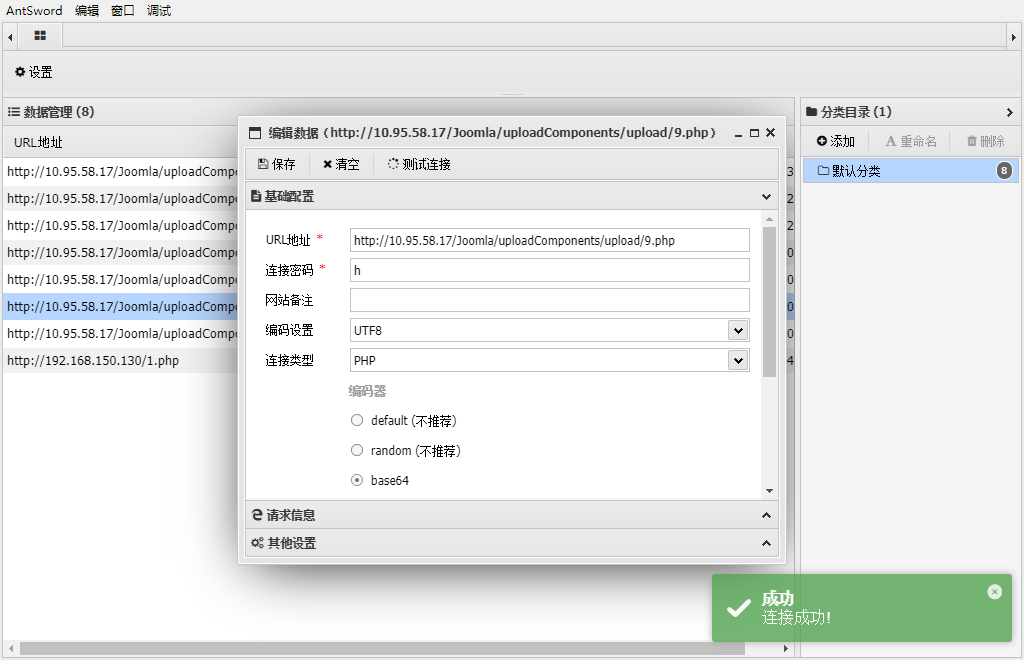 AntSword 编辑 窗口 调试
设置
数据管理 (8)
分类目录 (1)
URL地址
添加 重命名 删除
默认分类 8
http://10.95.58.17/Joomla/uploadCompo
http://10.95.58.17/Joomla/uploadCompo
http://10.95.58.17/Joomla/uploadCompo
http://10.95.58.17/Joomla/uploadCompo
http://10.95.58.17/Joomla/uploadCompo
http://10.95.58.17/Joomla/uploadCompo
http://10.95.58.17/Joomla/uploadCompo
http://192.168.150.130/1.php
3
2
2
0
0
0
0
4
编辑数据 (http://10.95.58.17/Joomla/uploadComponents/upload/9.php)
保存 清空 测试连接
基础配置
URL地址 * http://10.95.58.17/Joomla/uploadComponents/upload/9.php
连接密码 * h
网站备注
编码设置 UTF8
连接类型 PHP
编码器
default (不推荐)
random (不推荐)
base64
请求信息
其他设置
成功
连接成功!